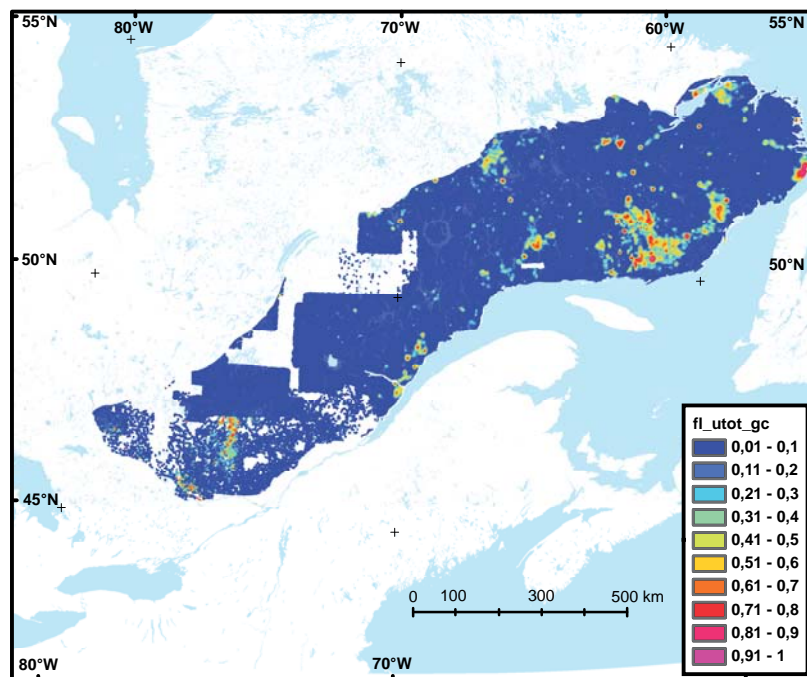 55°N 80°W 70°W 60°W 55°N
50°N 50°N
45°N
fl_utot_gc
0,01 - 0,1
0,11 - 0,2
0,21 - 0,3
0,31 - 0,4
0,41 - 0,5
0,51 - 0,6
0,61 - 0,7
0,71 - 0,8
0,81 - 0,9
0,91 - 1
0 100 300 500 km
80°W 70°W